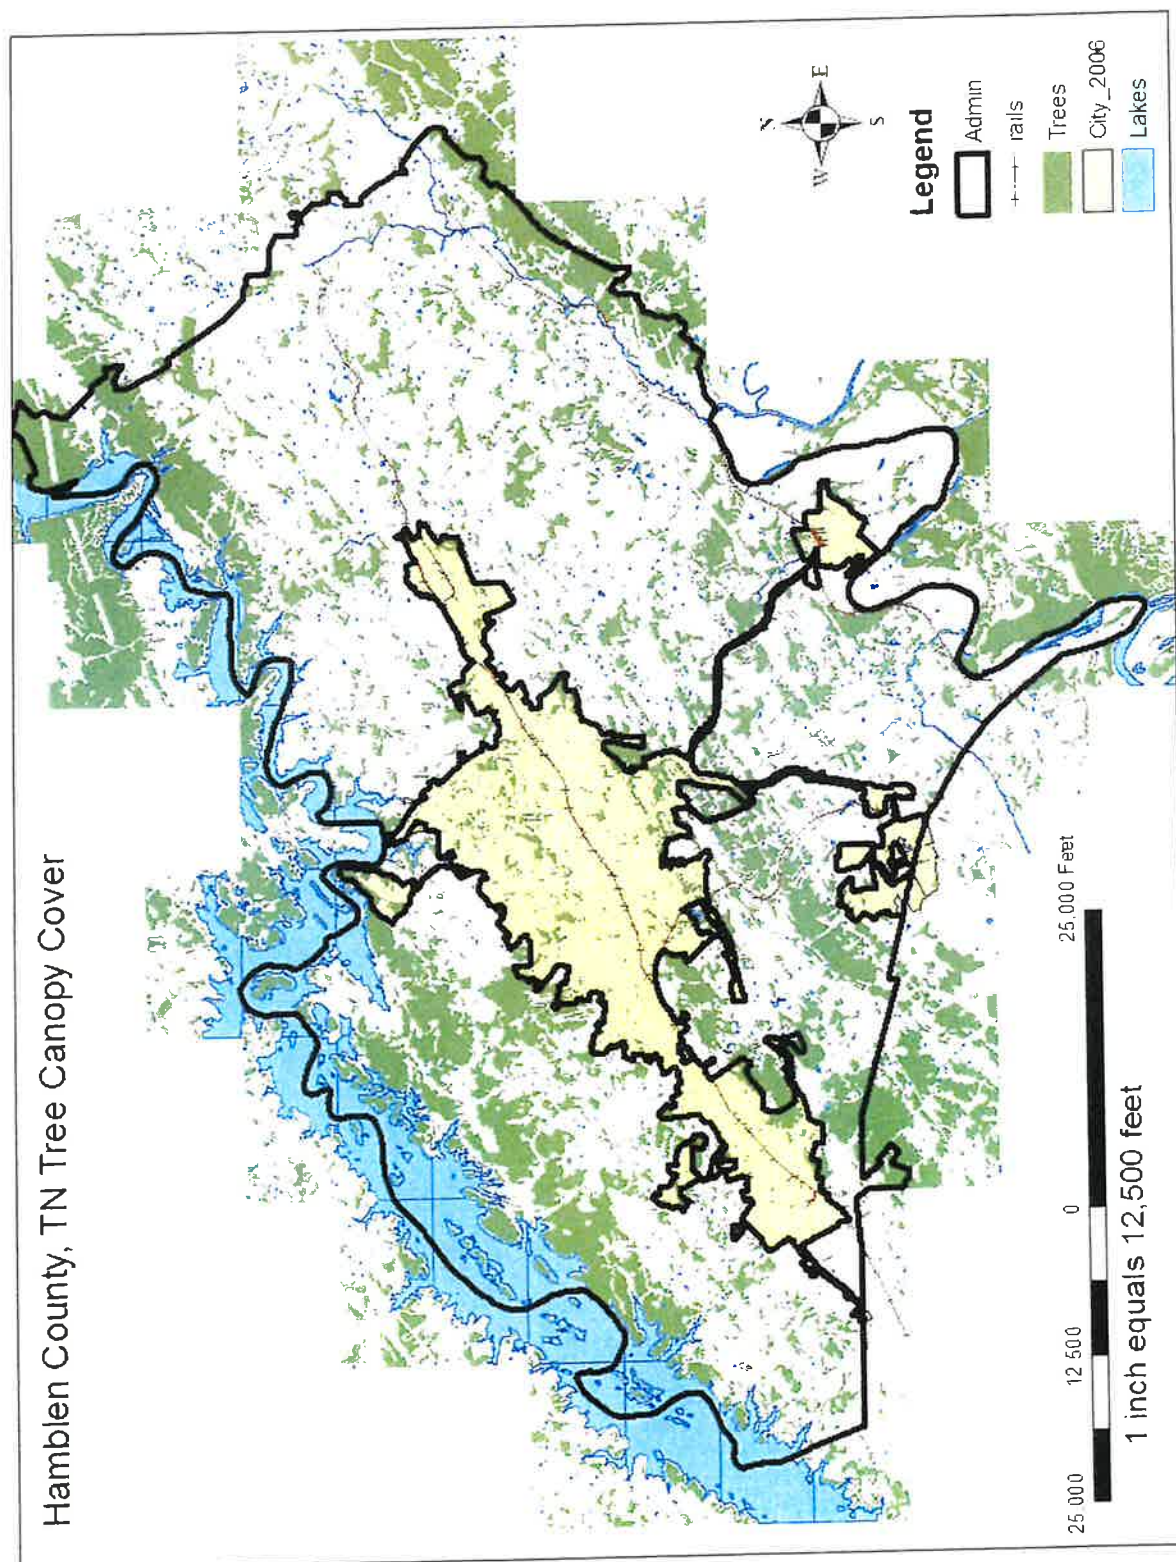 Hamblen County, TN Tree Canopy Cover
N
W
E
S
Legend
Admin
rails
Trees
City_2006
Lakes
25,000
12 500
0
25,000 Feet
1 inch equals 12,500 feet